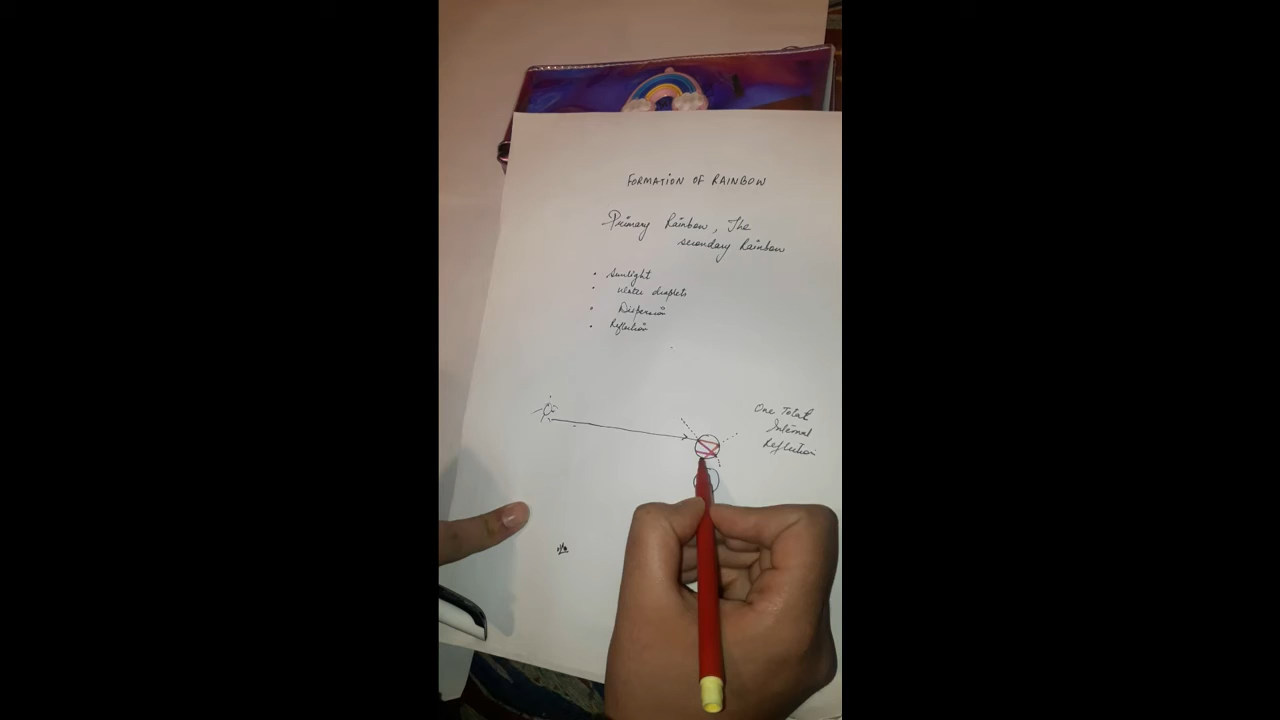 FORMATION OF RAINBOW
Primary Rainbow, The
secondary Rainbow
• Sunlight
• Water droplets
• Dispersion
• Reflection
One Total
Internal
Reflection